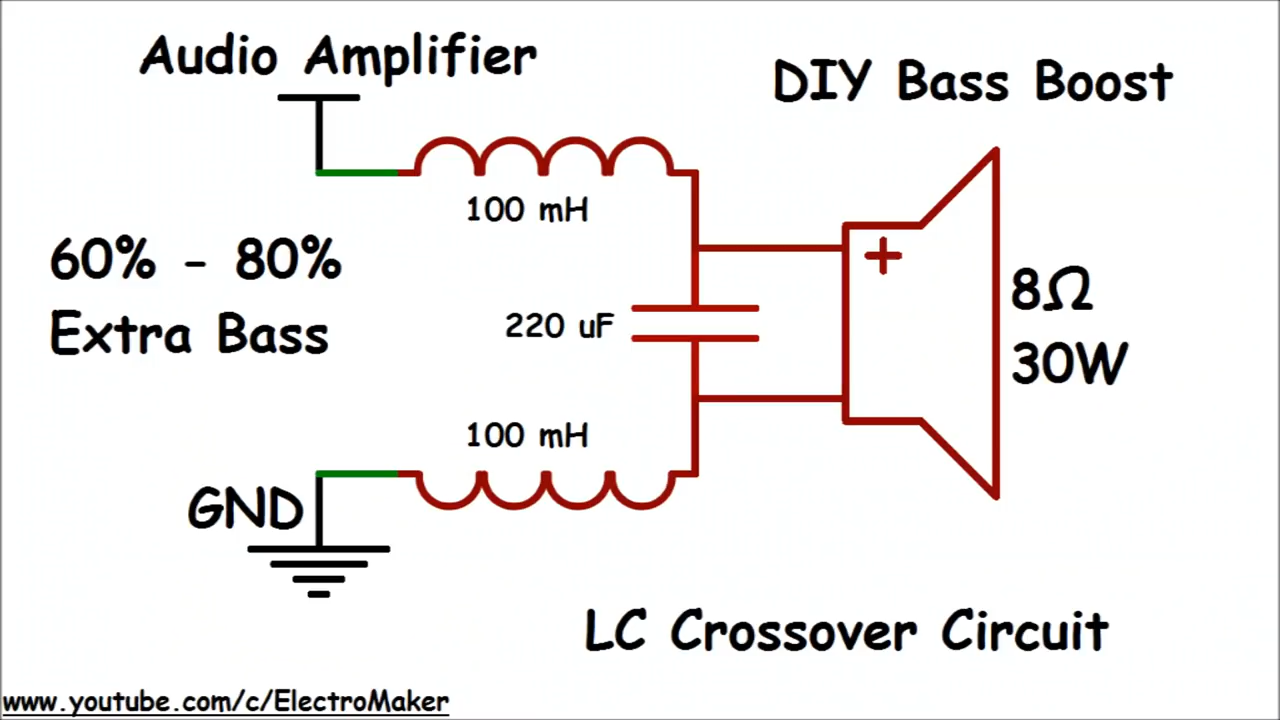 Audio Amplifier
DIY Bass Boost
100 mH
60% - 80%
Extra Bass
+
8Ω
30W
220 uF
100 mH
GND
LC Crossover Circuit
www.youtube.com/c/ElectroMaker